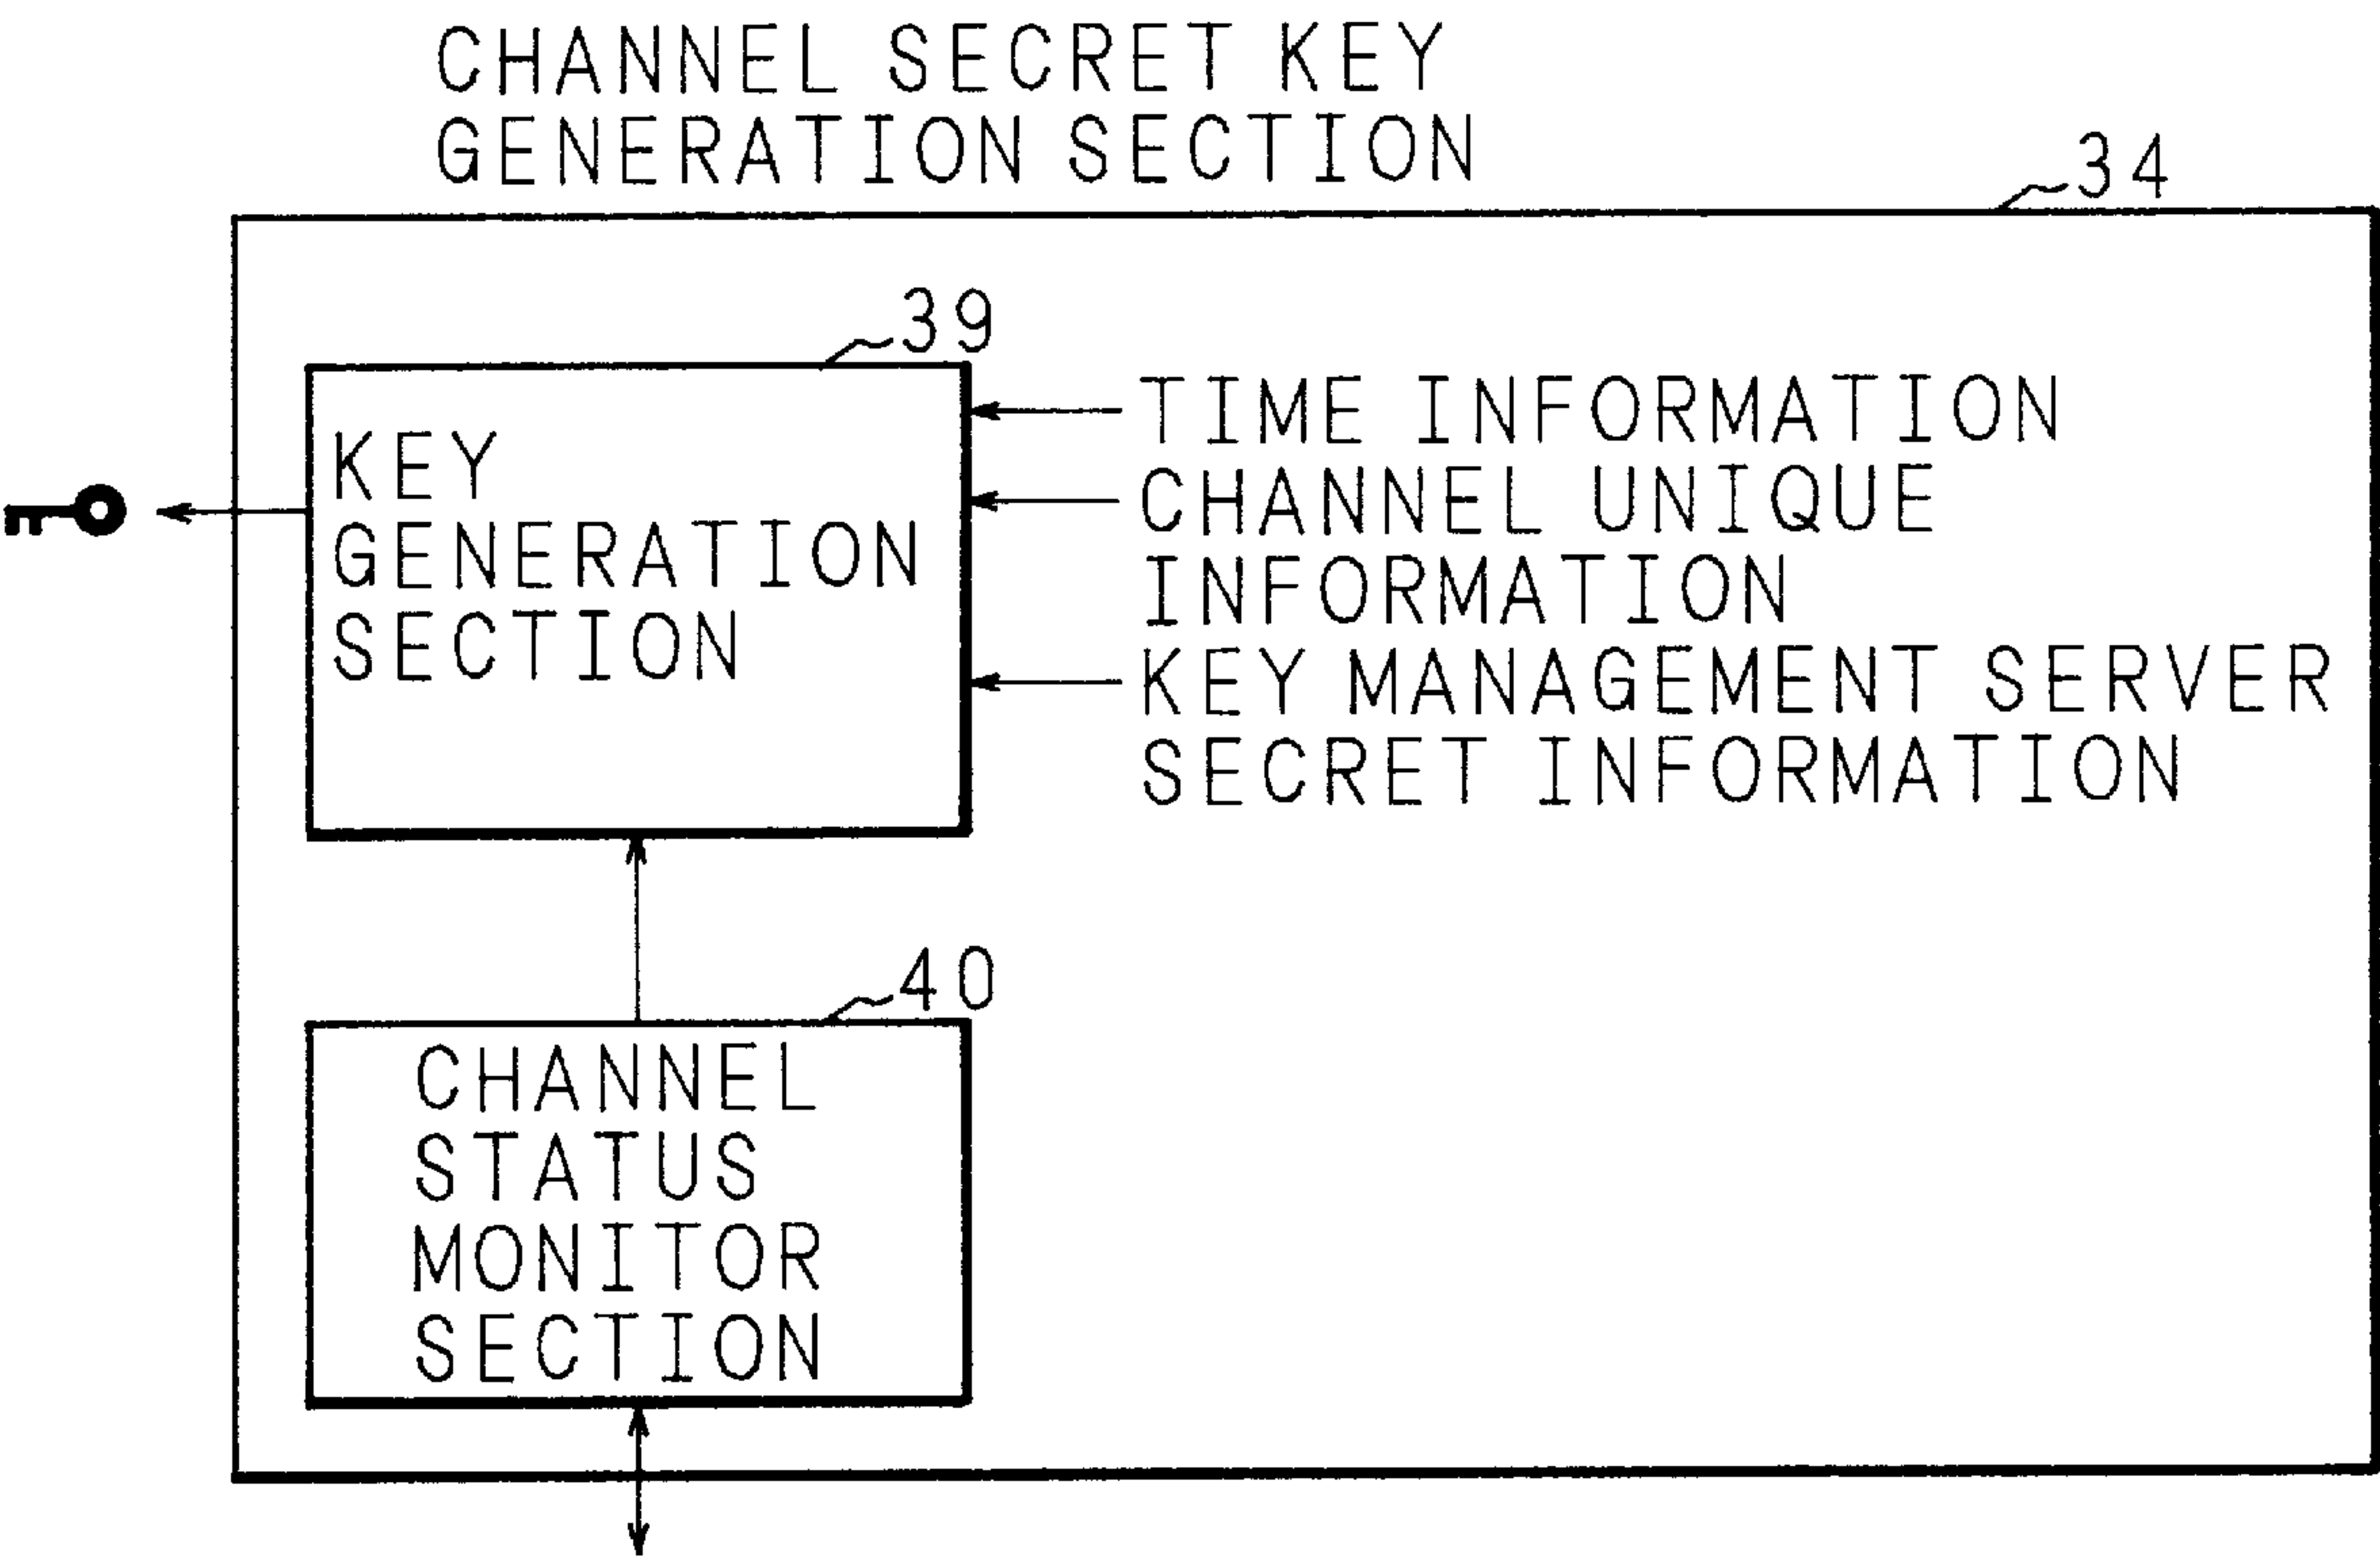 CHANNEL SECRET KEY
GENERATION SECTION
34
39
KEY
GENERATION
SECTION
TIME INFORMATION
CHANNEL UNIQUE
INFORMATION
KEY MANAGEMENT SERVER
SECRET INFORMATION
40
CHANNEL
STATUS
MONITOR
SECTION